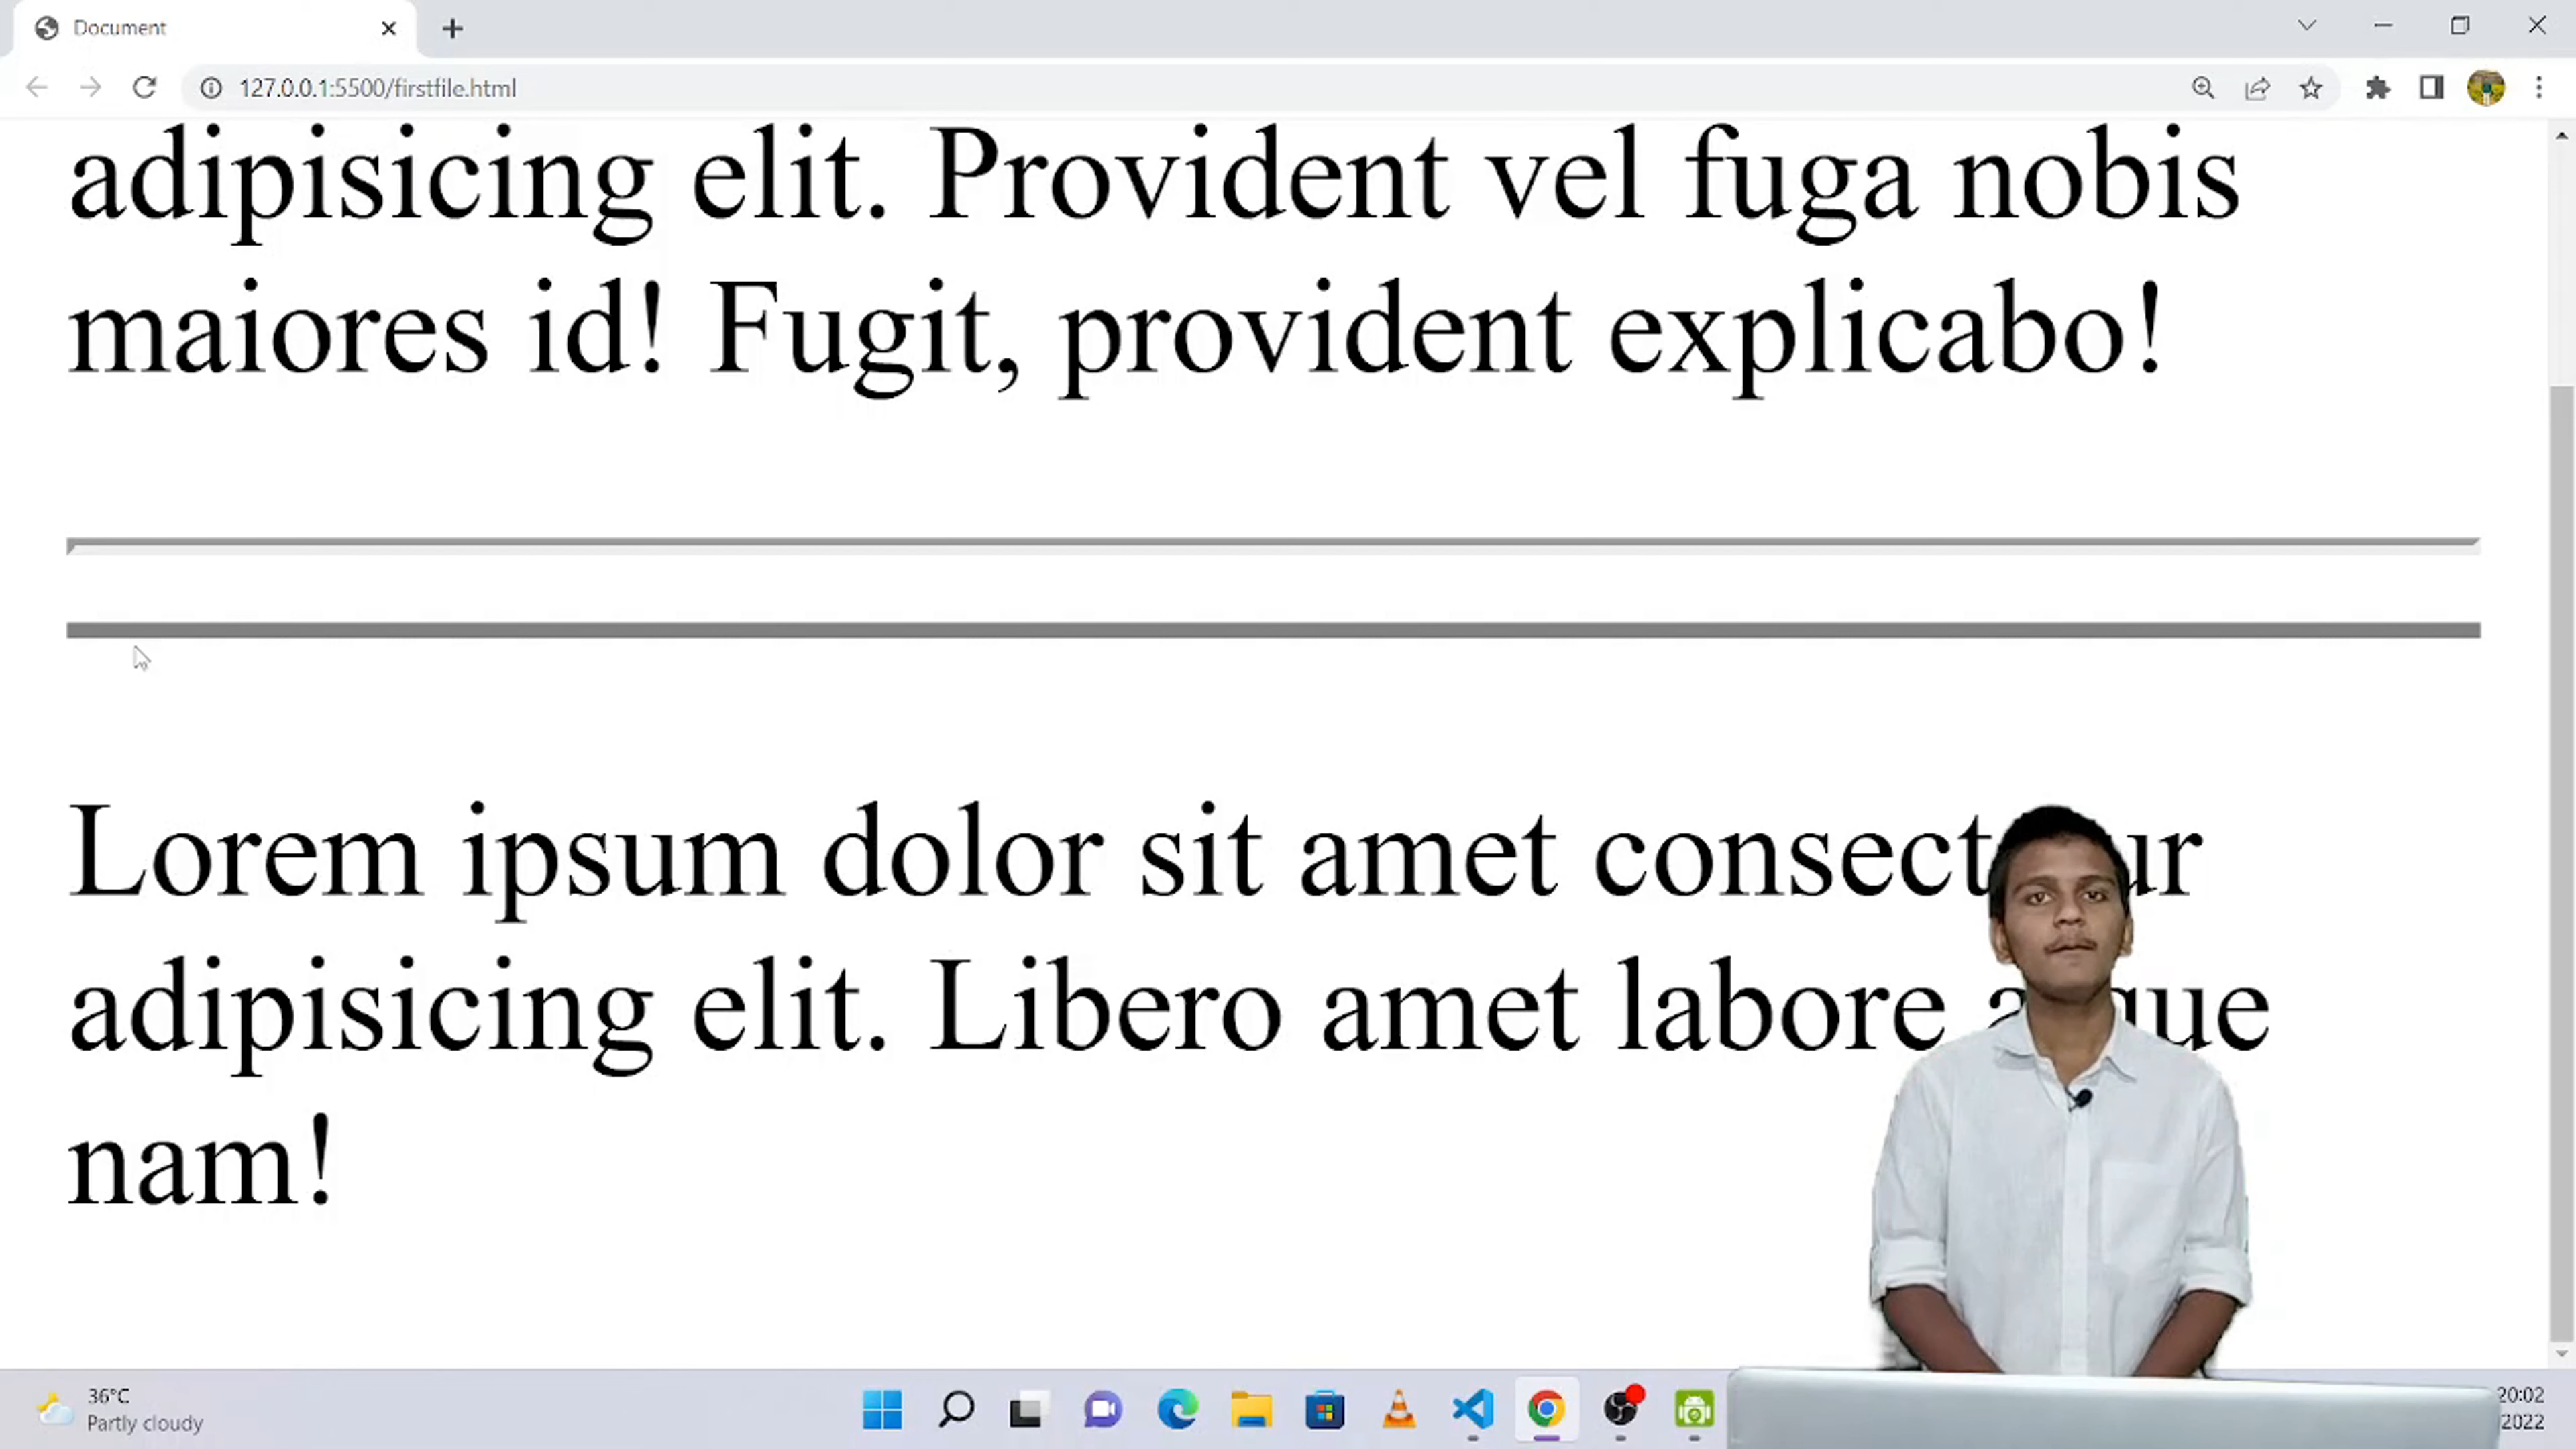 Document
127.0.0.1:5500/firstfile.html
adipisicing elit. Provident vel fuga nobis
maiores id! Fugit, provident explicabo!
Lorem ipsum dolor sit amet
adipisicing elit. Libero amet labore
nam!
36°C
Partly cloudy
20:02
2022